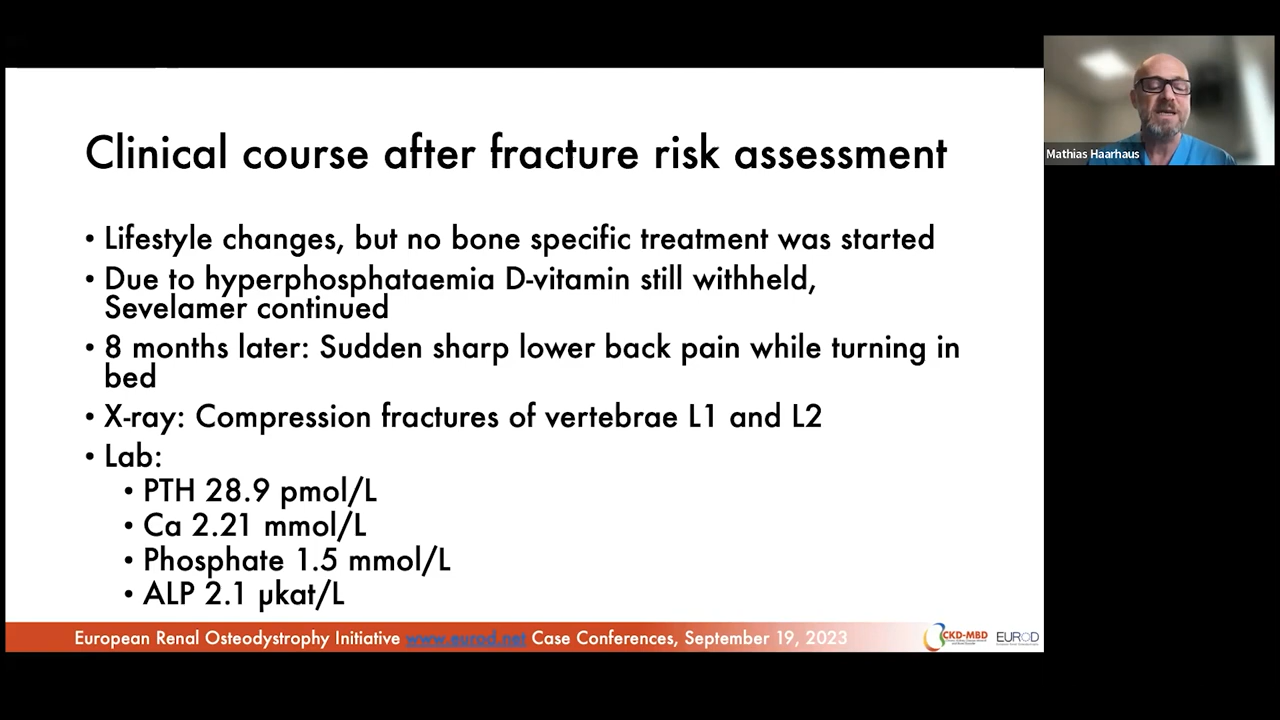 Clinical course after fracture risk assessment
Mathias Haarhaus
• Lifestyle changes, but no bone specific treatment was started
• Due to hyperphosphataemia D-vitamin still withheld,
Sevelamer continued
• 8 months later: Sudden sharp lower back pain while turning in
bed
• X-ray: Compression fractures of vertebrae L1 and L2
• Lab:
• PTH 28.9 pmol/L
• Ca 2.21 mmol/L
• Phosphate 1.5 mmol/L
• ALP 2.1 µkat/L
European Renal Osteodystrophy Initiative www.eurod.net Case Conferences, September 19, 2023
CKD-MBD
EUROD